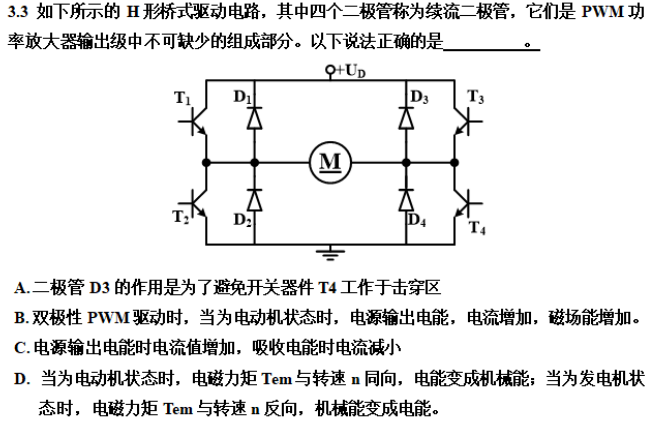 3.3 如下所示的 H 形桥式驱动电路，其中四个二极管称为续流二极管，它们是 PWM 功
率放大器输出级中不可缺少的组成部分。以下说法正确的是________。
+UD
T1
D1
D3
T3
M
T2
D2
D4
T4
A.二极管 D3 的作用是为了避免开关器件 T4 工作于击穿区
B.双极性 PWM 驱动时，当为电动机状态时，电源输出电能，电流增加，磁场能增加。
C.电源输出电能时电流值增加，吸收电能时电流减小
D. 当为电动机状态时，电磁力矩 Tem 与转速 n 同向，电能变成机械能；当为发电机状
态时，电磁力矩 Tem 与转速 n 反向，机械能变成电能。